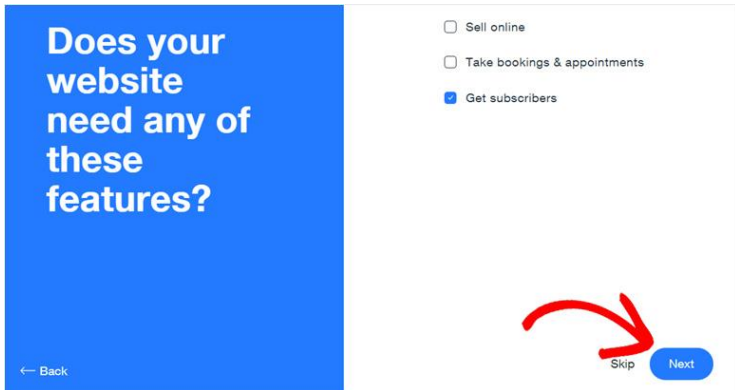 Does your
website
need any of
these
features?
Sell online
Take bookings & appointments
Get subscribers
← Back
Skip
Next